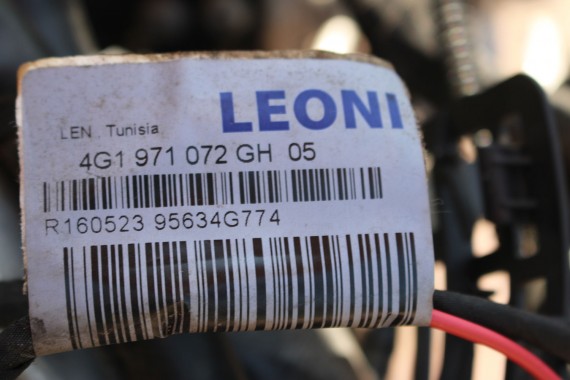 LEONI
LEN Tunisia
4G1 971 072 GH 05
R160523 95634G774